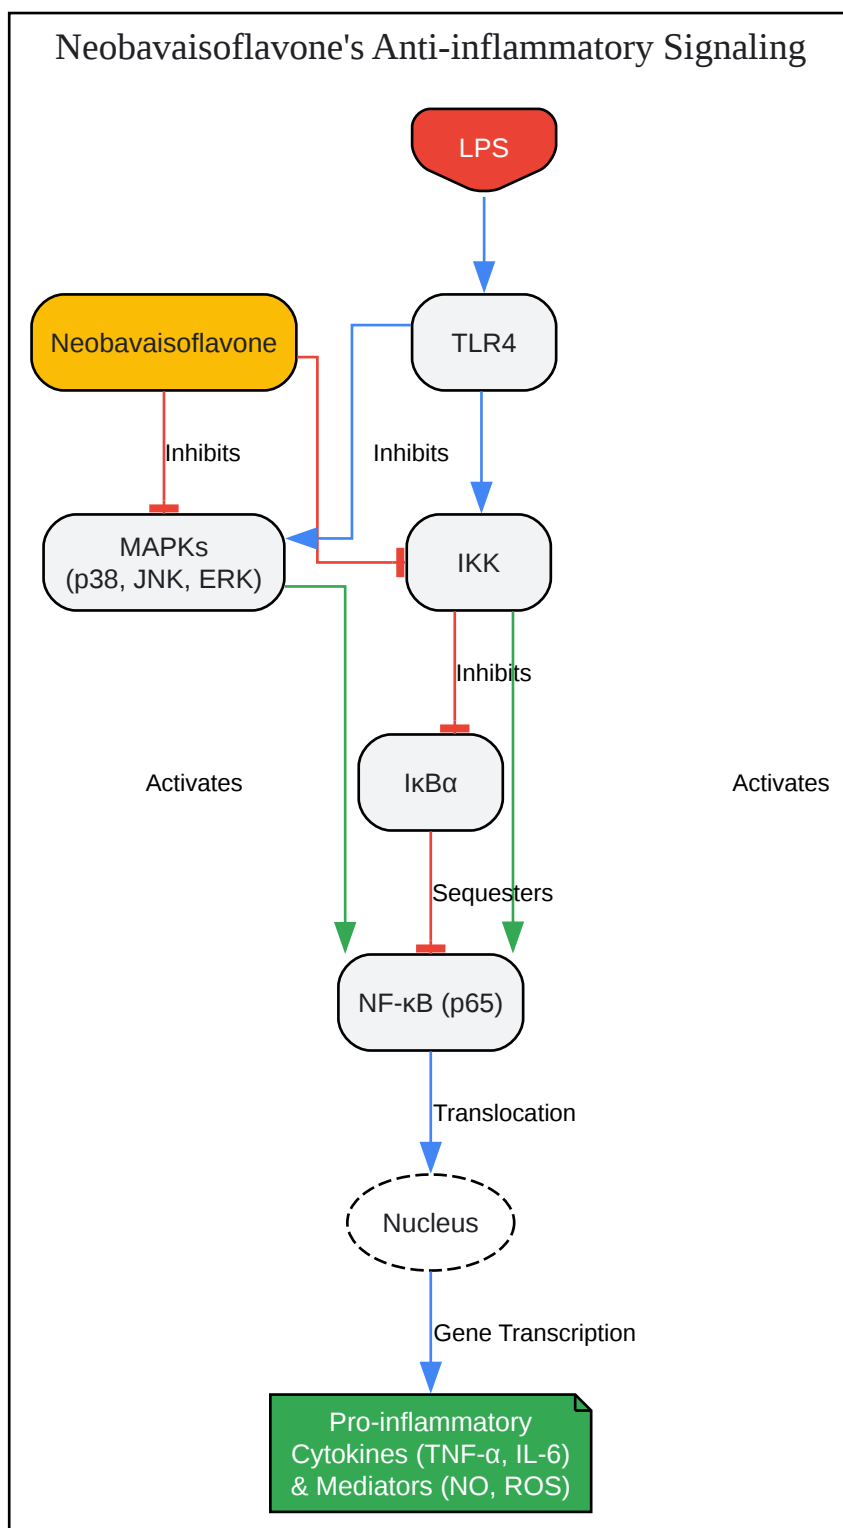 Neobavaisoflavone's Anti-inflammatory Signaling
LPS
Neobavaisoflavone
TLR4
Inhibits
Inhibits
MAPKs
(p38, JNK, ERK)
IKK
Inhibits
Activates
IκBα
Activates
Sequesters
NF-κB (p65)
Translocation
Nucleus
Gene Transcription
Pro-inflammatory
Cytokines (TNF-α, IL-6)
& Mediators (NO, ROS)